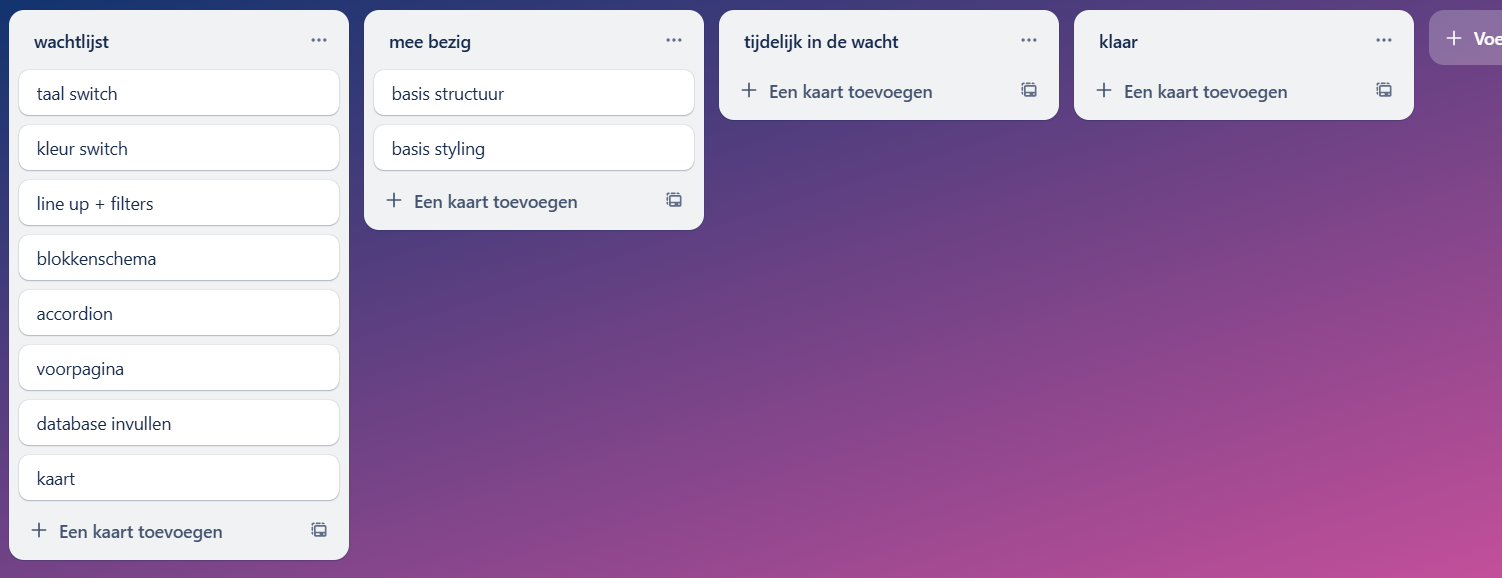 wachtlijst
taal switch
kleur switch
line up + filters
blokkenschema
accordion
voorpagina
database invullen
kaart
Een kaart toevoegen
mee bezig
basis structuur
basis styling
Een kaart toevoegen
tijdelijk in de wacht
Een kaart toevoegen
klaar
Een kaart toevoegen